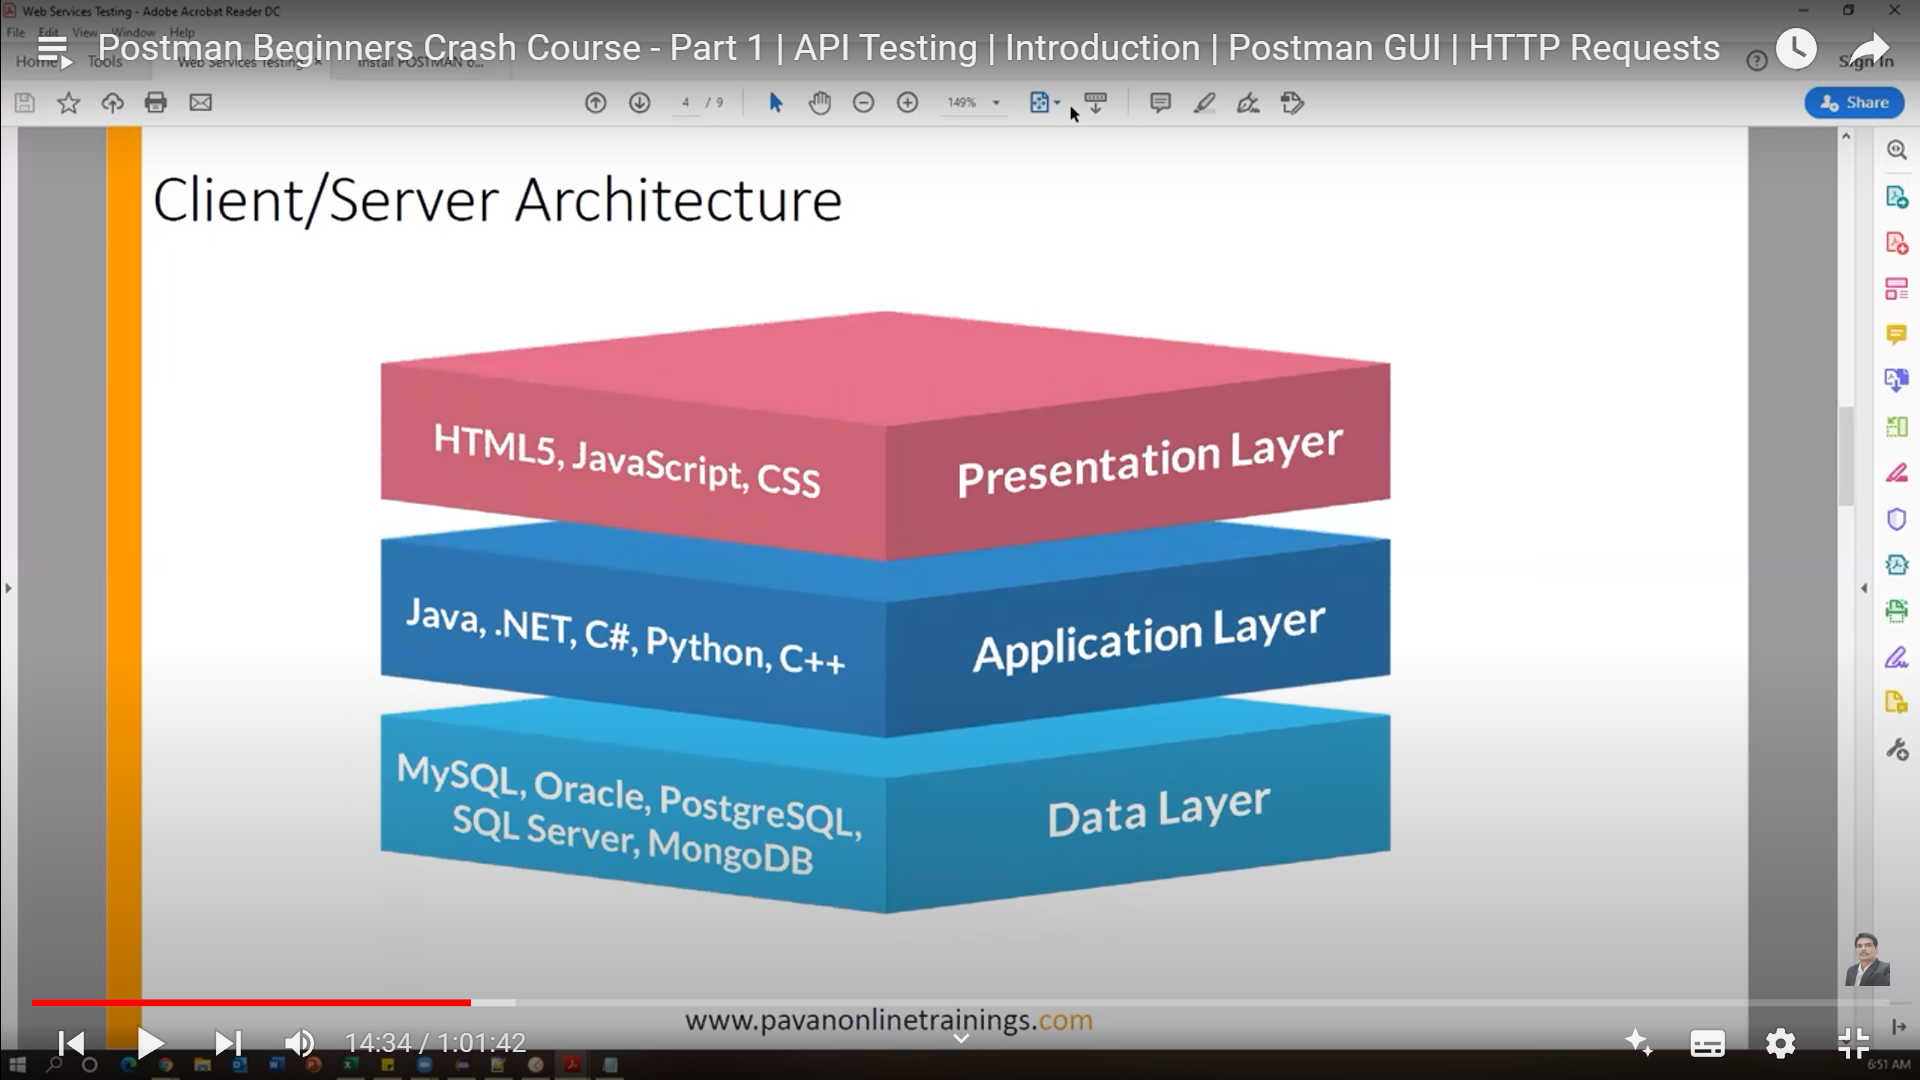 Web Services Testing - Adobe Acrobat Reader DC
File Edit View Window Help
Postman Beginners Crash Course - Part 1 | API Testing | Introduction | Postman GUI | HTTP Requests
Home Tools Web Services Testing... × Install POSTMAN o... Sign In
4 / 9 149% Share
Client/Server Architecture
HTML5, JavaScript, CSS Presentation Layer
Java, .NET, C#, Python, C++ Application Layer
MySQL, Oracle, PostgreSQL,
SQL Server, MongoDB
Data Layer
www.pavanonlinetrainings.com
14:34 / 1:01:42
6:51 AM